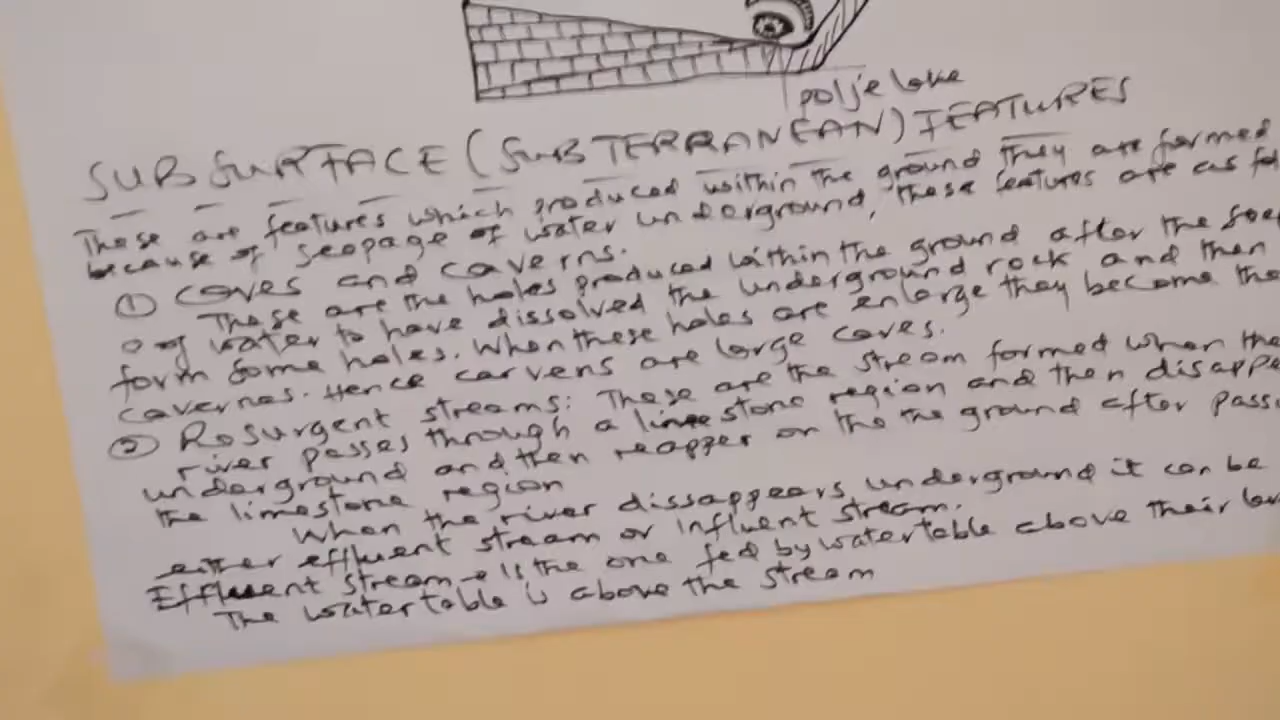 polje lake
SUBSURFACE (SUBTERRANEAN) FEATURES
These are features which produced within the ground They are formed
because of seepage of water underground, these features are as
① Caves and caverns.
These are the holes produced within the ground after the
of water to have dissolved the underground rock and then
form some holes. When these holes are enlarge they become the
caverns. Hence carvens are large caves.
② Resurgent streams: These are the stream formed when the
river passes through a limestone region and then disappe
underground and then reapper on the the ground after pass
the limestone region
When the river dissappears underground it can be
either effluent stream or Influent stream.
Effluent stream → Is the one fed by watertable above their
The watertable is above the stream